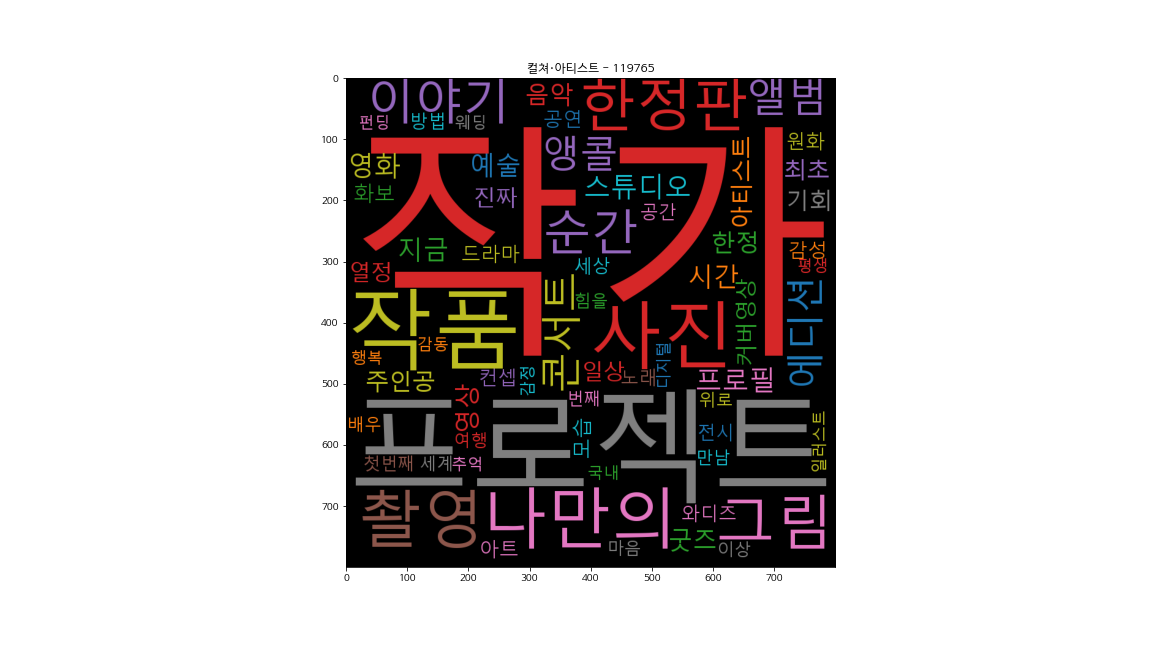 컬쳐·아티스트 - 119765
0
100
200
300
400
500
600
700
0
100
200
300
400
500
600
700
이야기
음악
한정판
앨범
펀딩
방법
웨딩
공연
작가
영화
예술
앵콜
아티스트
원화
화보
진짜
스튜디오
최초
기회
순간
공간
지금
드라마
한정
감성
열정
세상
시간
평생
작품
콘서트
힘을
사진
커버영상
에디션
행복
감동
주인공
컨셉
감정
일상
노래
디지털
프로필
프로젝트
영상
번째
위로
배우
여행
모습
전시
일러스트
첫번째
세계
추억
국내
만남
촬영
나만의
와디즈
그림
아트
마음
굿즈
이상